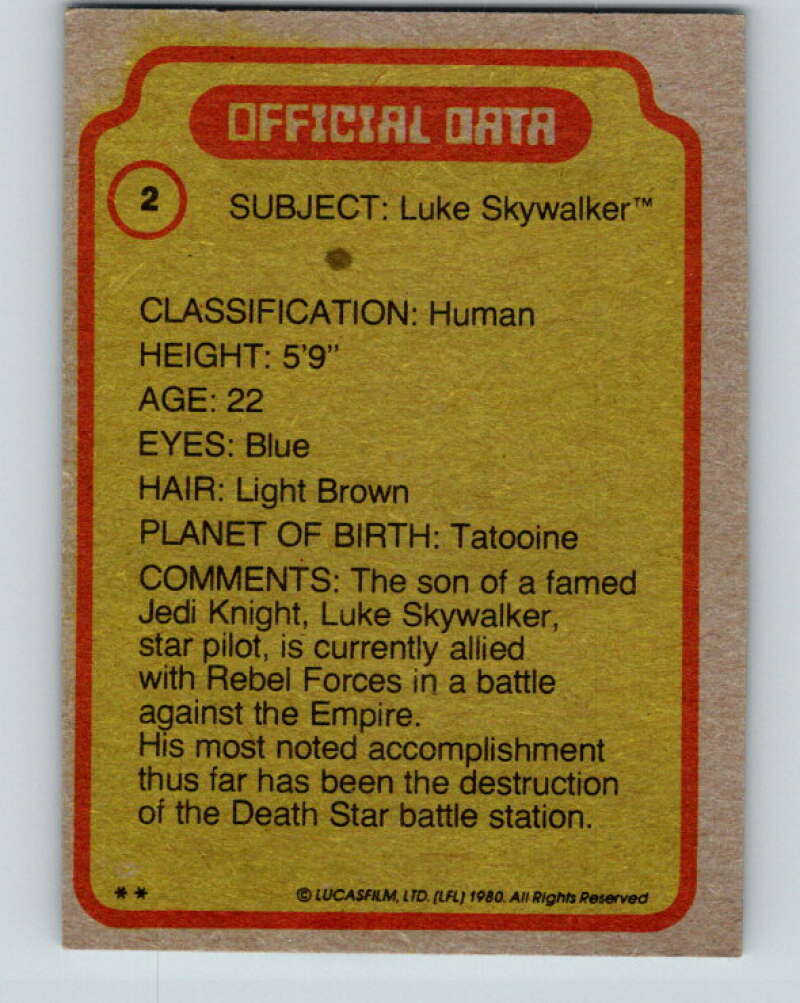 OFFICIAL DATA
2
SUBJECT: Luke Skywalker™
CLASSIFICATION: Human
HEIGHT: 5'9"
AGE: 22
EYES: Blue
HAIR: Light Brown
PLANET OF BIRTH: Tatooine
COMMENTS: The son of a famed
Jedi Knight, Luke Skywalker,
star pilot, is currently allied
with Rebel Forces in a battle
against the Empire.
His most noted accomplishment
thus far has been the destruction
of the Death Star battle station.
** © LUCASFILM, LTD. (LFL) 1980. All Rights Reserved